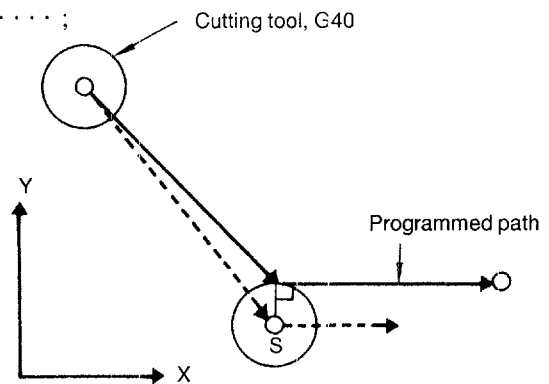 . . . . . ;
Cutting tool, G40
Y
Programmed path
S
X